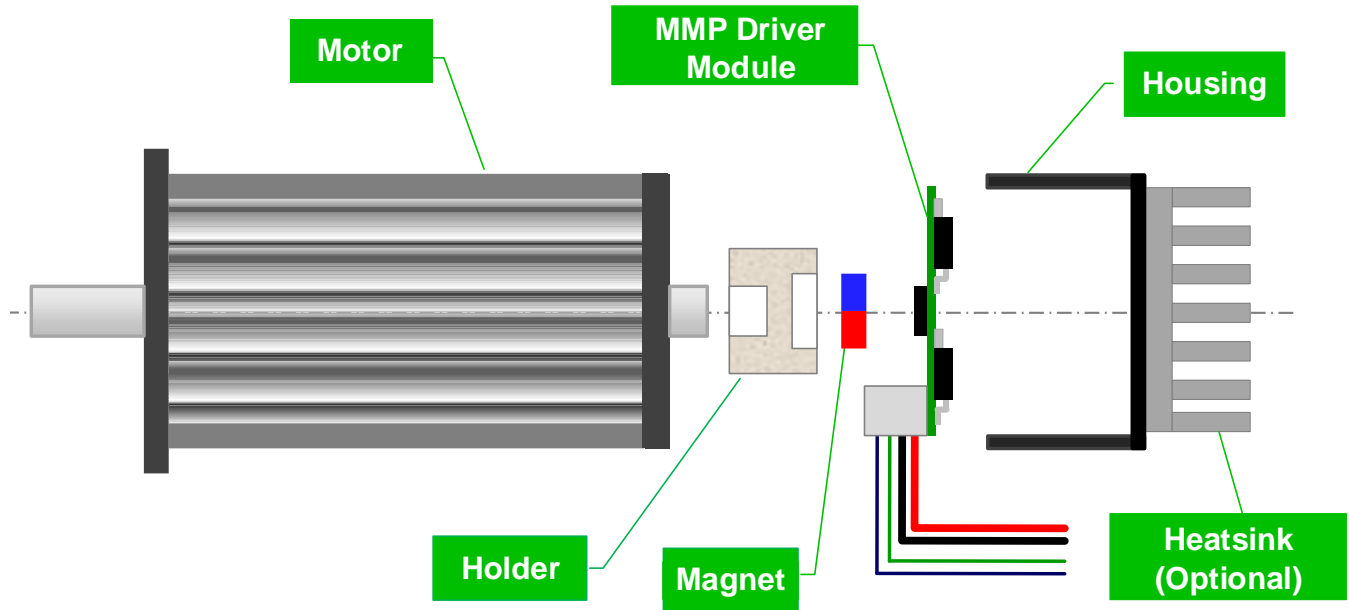 Motor
MMP Driver
Module
Housing
Holder
Magnet
Heatsink
(Optional)